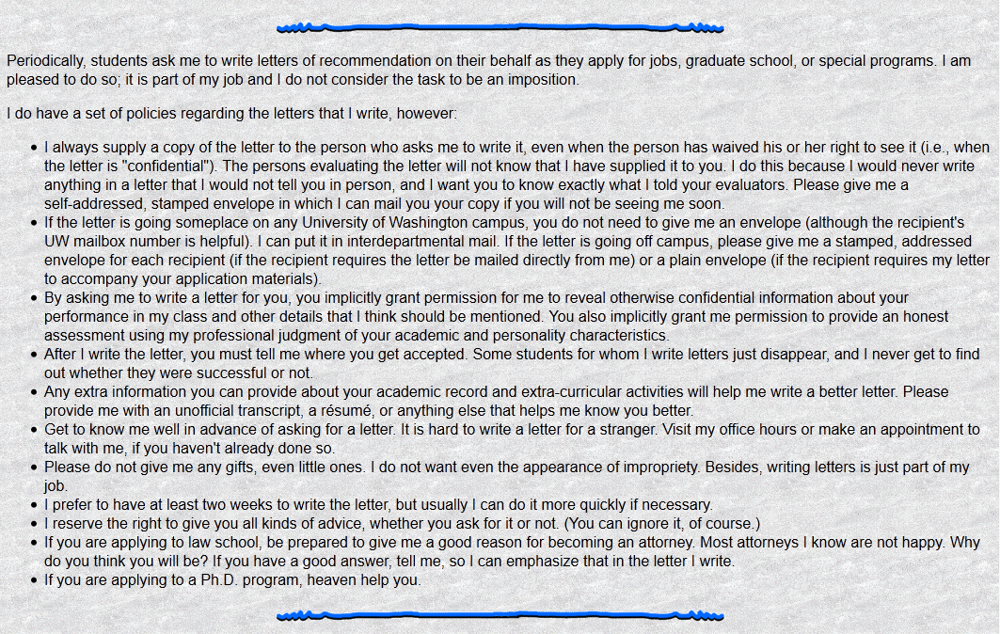 Periodically, students ask me to write letters of recommendation on their behalf as they apply for jobs, graduate school, or special programs. I am
pleased to do so; it is part of my job and I do not consider the task to be an imposition.
I do have a set of policies regarding the letters that I write, however:
• I always supply a copy of the letter to the person who asks me to write it, even when the person has waived his or her right to see it (i.e., when
the letter is "confidential"). The persons evaluating the letter will not know that I have supplied it to you. I do this because I would never write
anything in a letter that I would not tell you in person, and I want you to know exactly what I told your evaluators. Please give me a
self-addressed, stamped envelope in which I can mail you your copy if you will not be seeing me soon.
• If the letter is going someplace on any University of Washington campus, you do not need to give me an envelope (although the recipient's
UW mailbox number is helpful). I can put it in interdepartmental mail. If the letter is going off campus, please give me a stamped, addressed
envelope for each recipient (if the recipient requires the letter be mailed directly from me) or a plain envelope (if the recipient requires my letter
to accompany your application materials).
• By asking me to write a letter for you, you implicitly grant permission for me to reveal otherwise confidential information about your
performance in my class and other details that I think should be mentioned. You also implicitly grant me permission to provide an honest
assessment using my professional judgment of your academic and personality characteristics.
• After I write the letter, you must tell me where you get accepted. Some students for whom I write letters just disappear, and I never get to find
out whether they were successful or not.
• Any extra information you can provide about your academic record and extra-curricular activities will help me write a better letter. Please
provide me with an unofficial transcript, a résumé, or anything else that helps me know you better.
• Get to know me well in advance of asking for a letter. It is hard to write a letter for a stranger. Visit my office hours or make an appointment to
talk with me, if you haven't already done so.
• Please do not give me any gifts, even little ones. I do not want even the appearance of impropriety. Besides, writing letters is just part of my
job.
• I prefer to have at least two weeks to write the letter, but usually I can do it more quickly if necessary.
• I reserve the right to give you all kinds of advice, whether you ask for it or not. (You can ignore it, of course.)
• If you are applying to law school, be prepared to give me a good reason for becoming an attorney. Most attorneys I know are not happy. Why
do you think you will be? If you have a good answer, tell me, so I can emphasize that in the letter I write.
• If you are applying to a Ph.D. program, heaven help you.